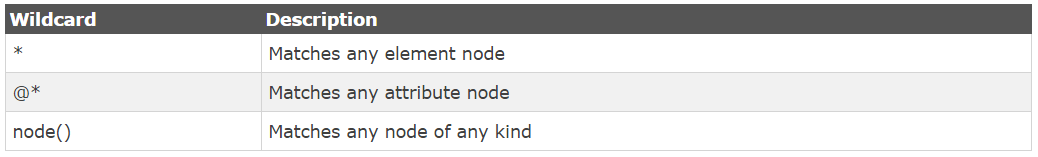 Wildcard Description
* Matches any element node
@* Matches any attribute node
node() Matches any node of any kind